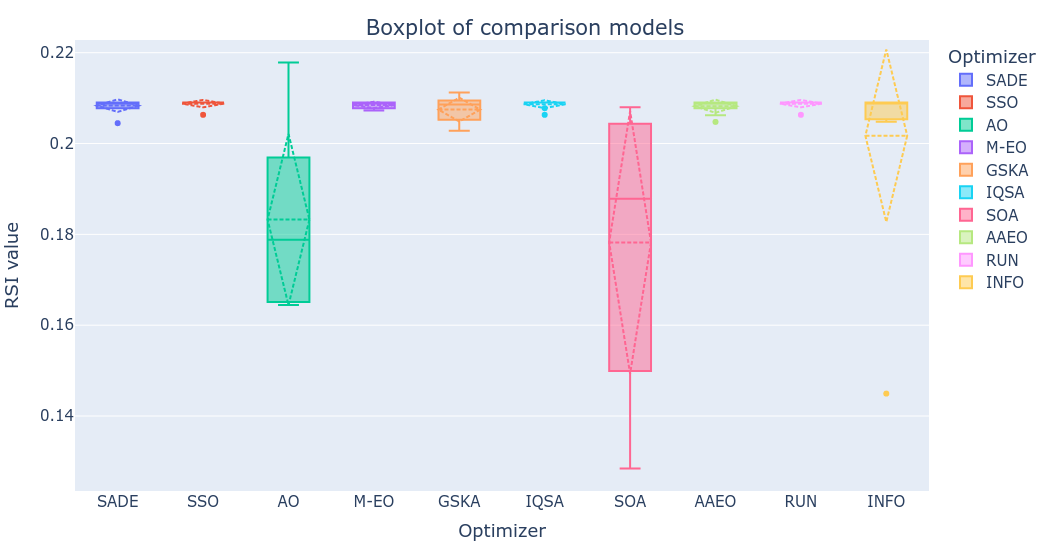 Boxplot of comparison models
RSI value
0.22
0.2
0.18
0.16
0.14
SADE
SSO
AO
M-EO
GSKA
IQSA
SOA
AAEO
RUN
INFO
Optimizer
Optimizer
SADE
SSO
AO
M-EO
GSKA
IQSA
SOA
AAEO
RUN
INFO